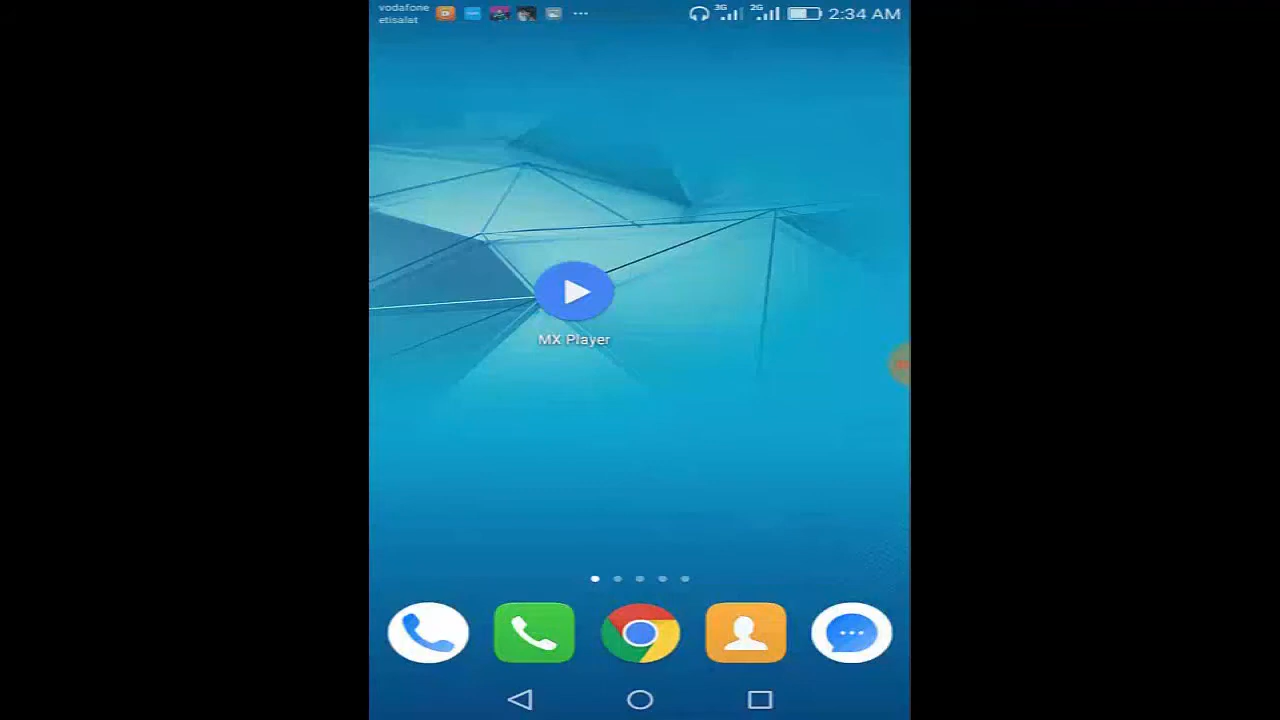 vodafone
etisalat
3G
2G
2:34 AM
MX Player